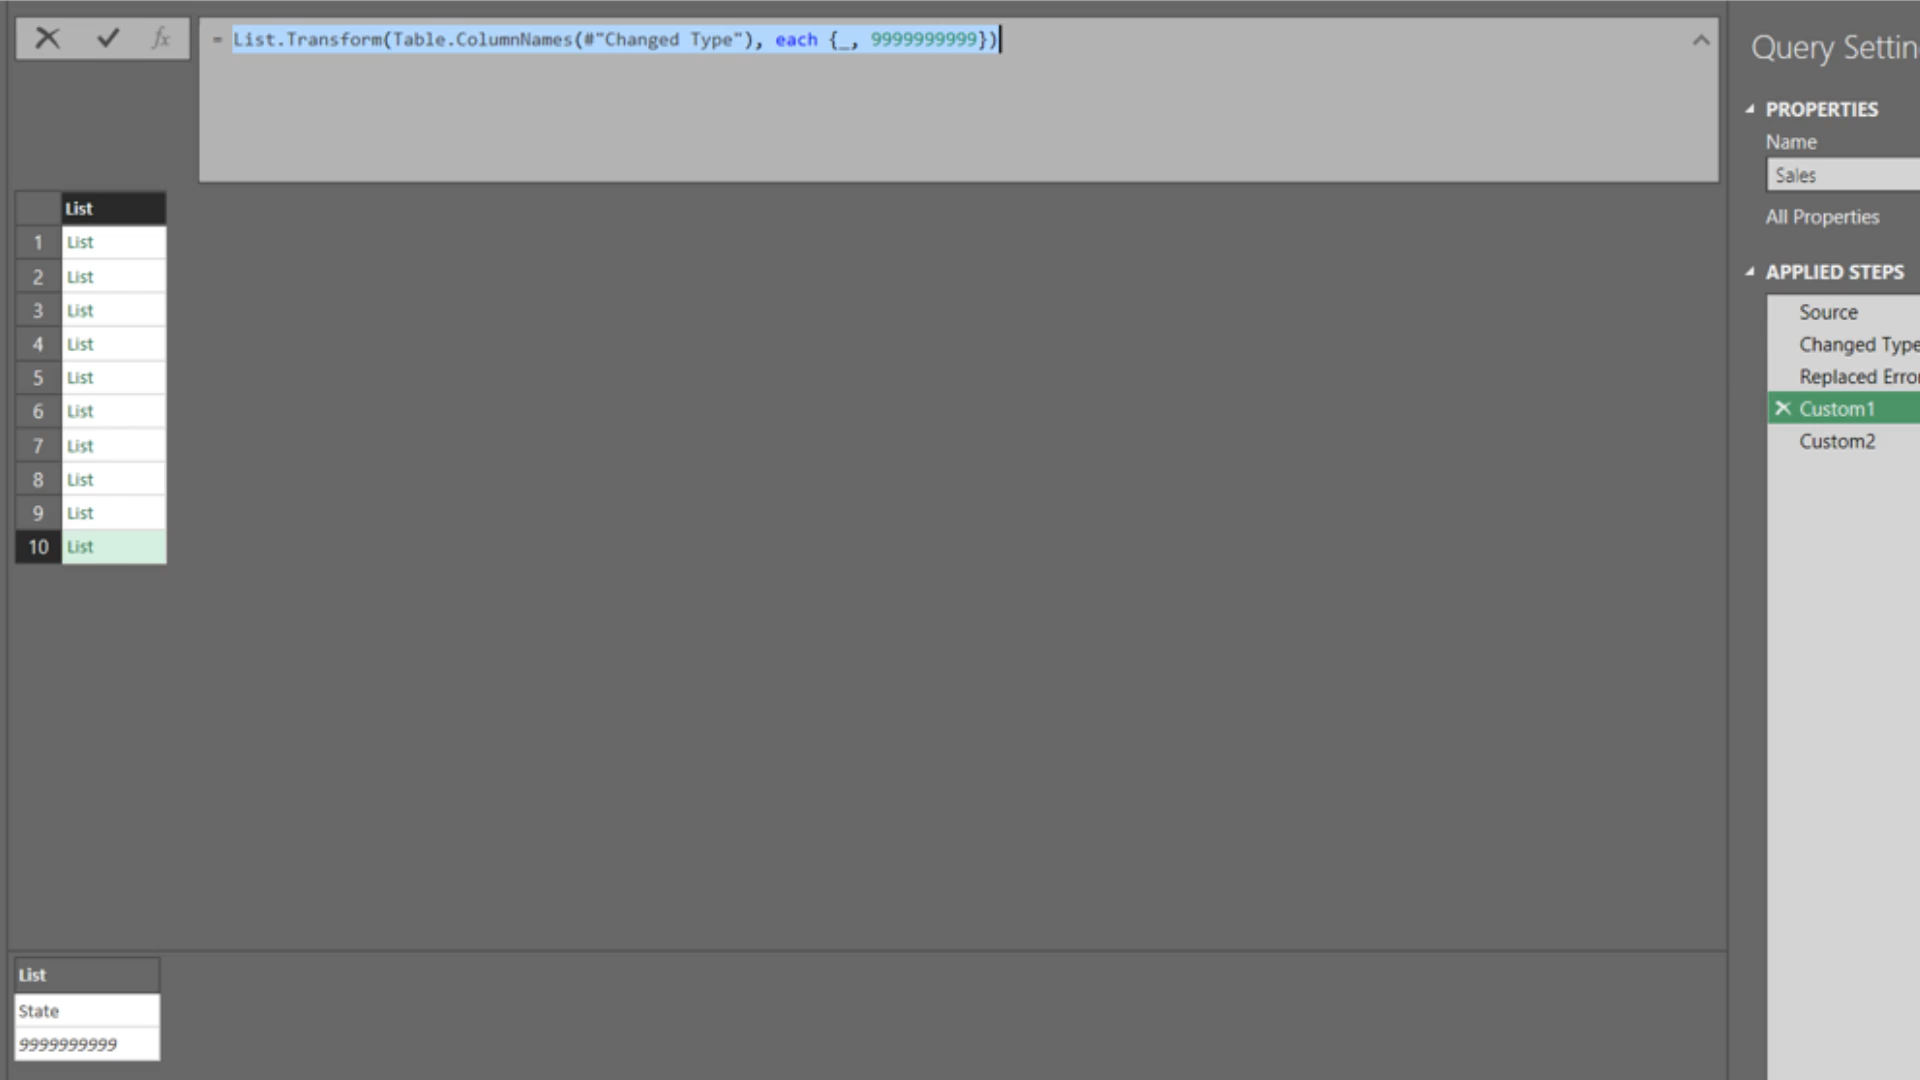 fx
= List.Transform(Table.ColumnNames(#"Changed Type"), each {_, 9999999999})
List
1 List
2 List
3 List
4 List
5 List
6 List
7 List
8 List
9 List
10 List
List
State
9999999999
Query Settin
PROPERTIES
Name
Sales
All Properties
APPLIED STEPS
Source
Changed Type
Replaced Error
Custom1
Custom2